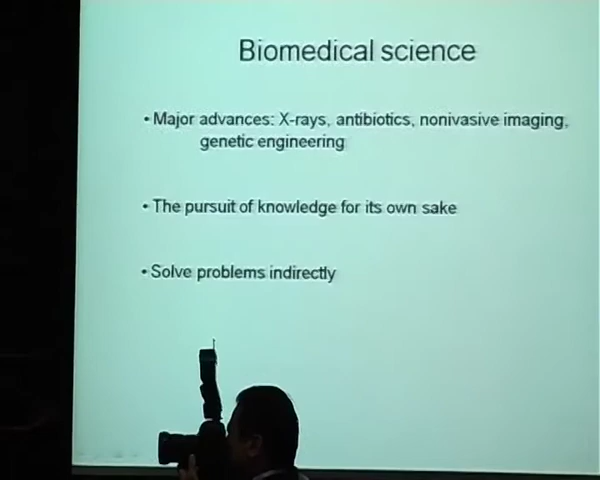 Biomedical science
• Major advances: X-rays, antibiotics, nonivasive imaging,
genetic engineering
• The pursuit of knowledge for its own sake
• Solve problems indirectly